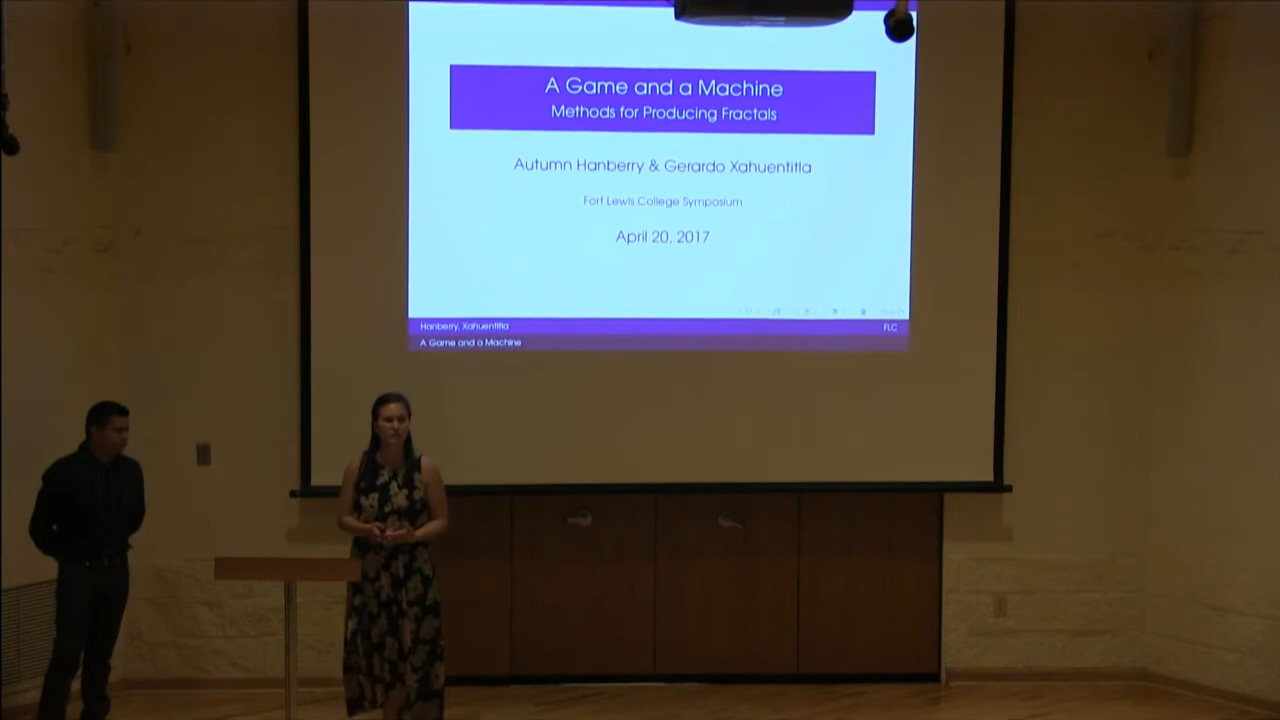 A Game and a Machine
Methods for Producing Fractals
Autumn Hanberry & Gerardo Xahuentitla
Fort Lewis College Symposium
April 20, 2017
Hanberry, Xahuentitla
FLC
A Game and a Machine